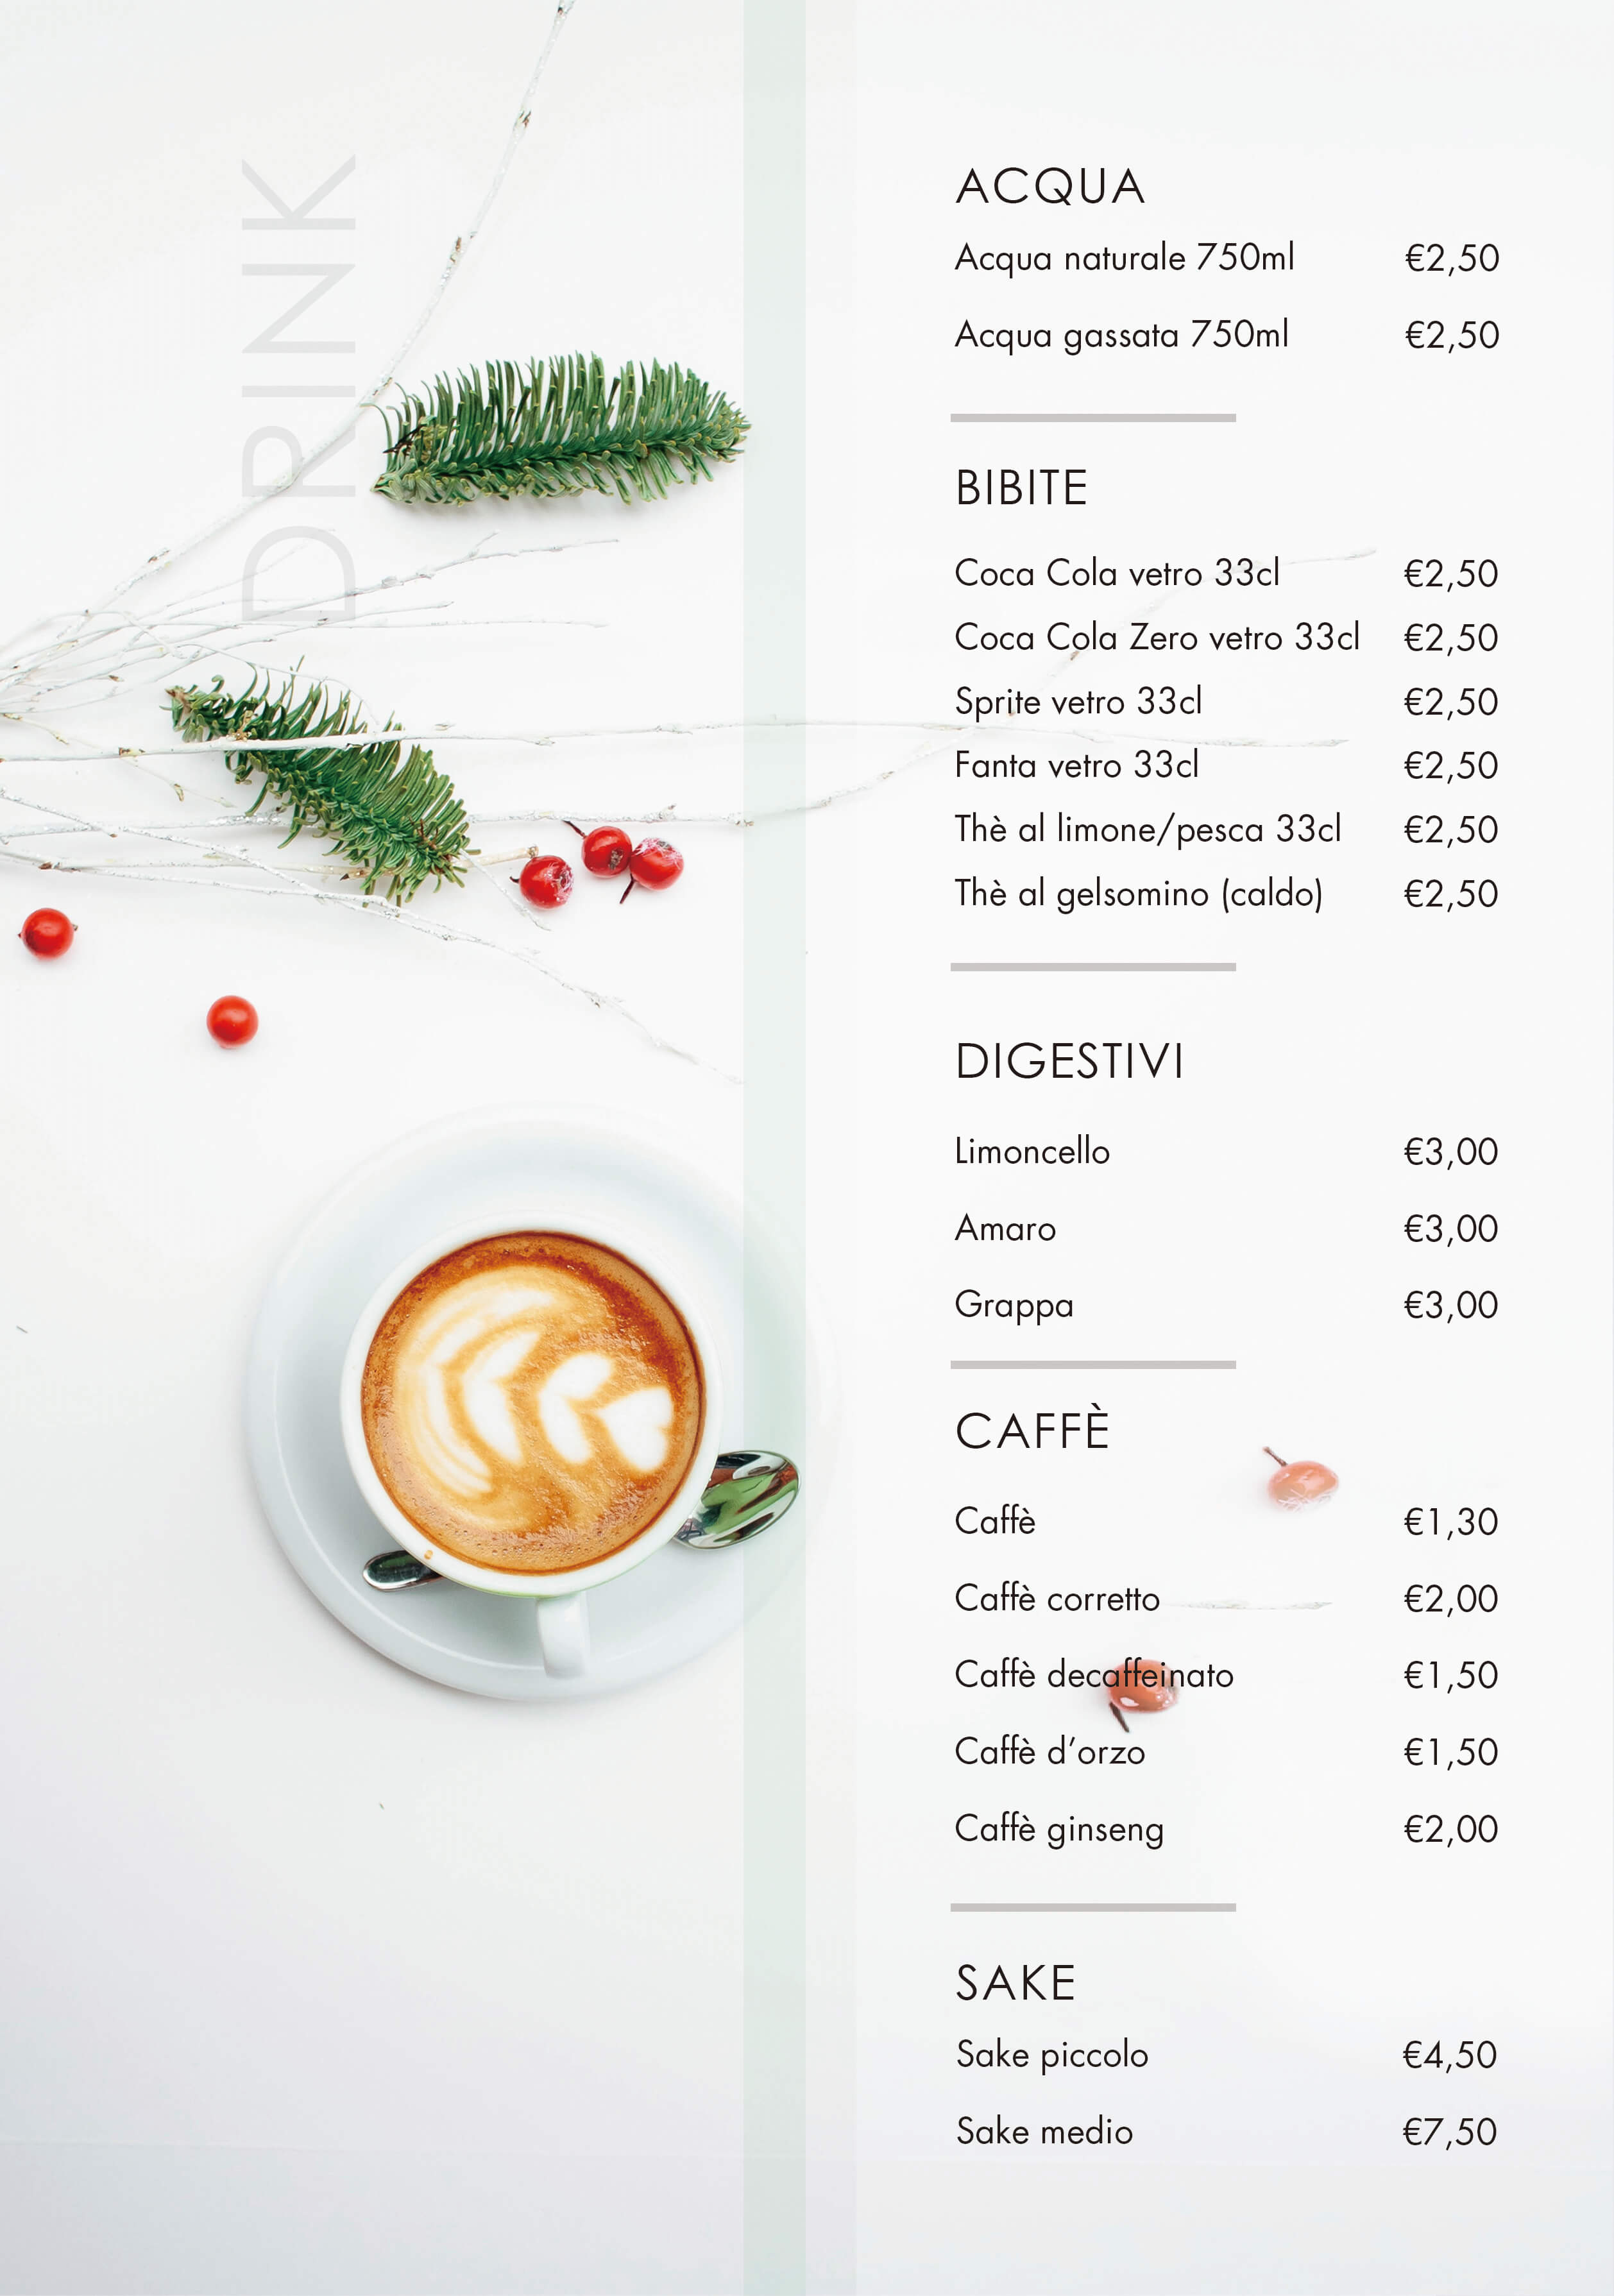 DRINK
ACQUA
Acqua naturale 750ml €2,50
Acqua gassata 750ml €2,50
BIBITE
Coca Cola vetro 33cl €2,50
Coca Cola Zero vetro 33cl €2,50
Sprite vetro 33cl €2,50
Fanta vetro 33cl €2,50
Thè al limone/pesca 33cl €2,50
Thè al gelsomino (caldo) €2,50
DIGESTIVI
Limoncello €3,00
Amaro €3,00
Grappa €3,00
CAFFÈ
Caffè €1,30
Caffè corretto €2,00
Caffè decaffeinato €1,50
Caffè d’orzo €1,50
Caffè ginseng €2,00
SAKE
Sake piccolo €4,50
Sake medio €7,50